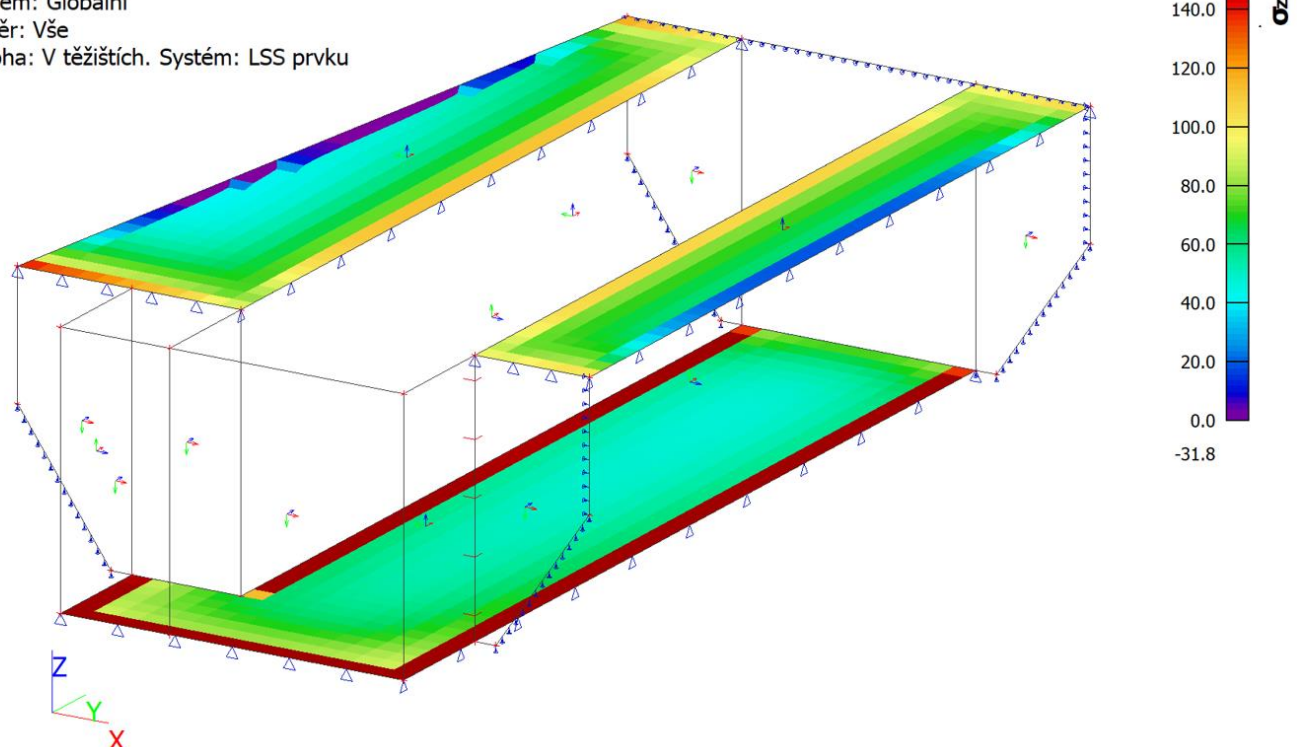 ém: Globální
ěr: Vše
oha: V těžištích. Systém: LSS prvku
140.0
σz
120.0
100.0
80.0
60.0
40.0
20.0
0.0
-31.8
Z
Y
X